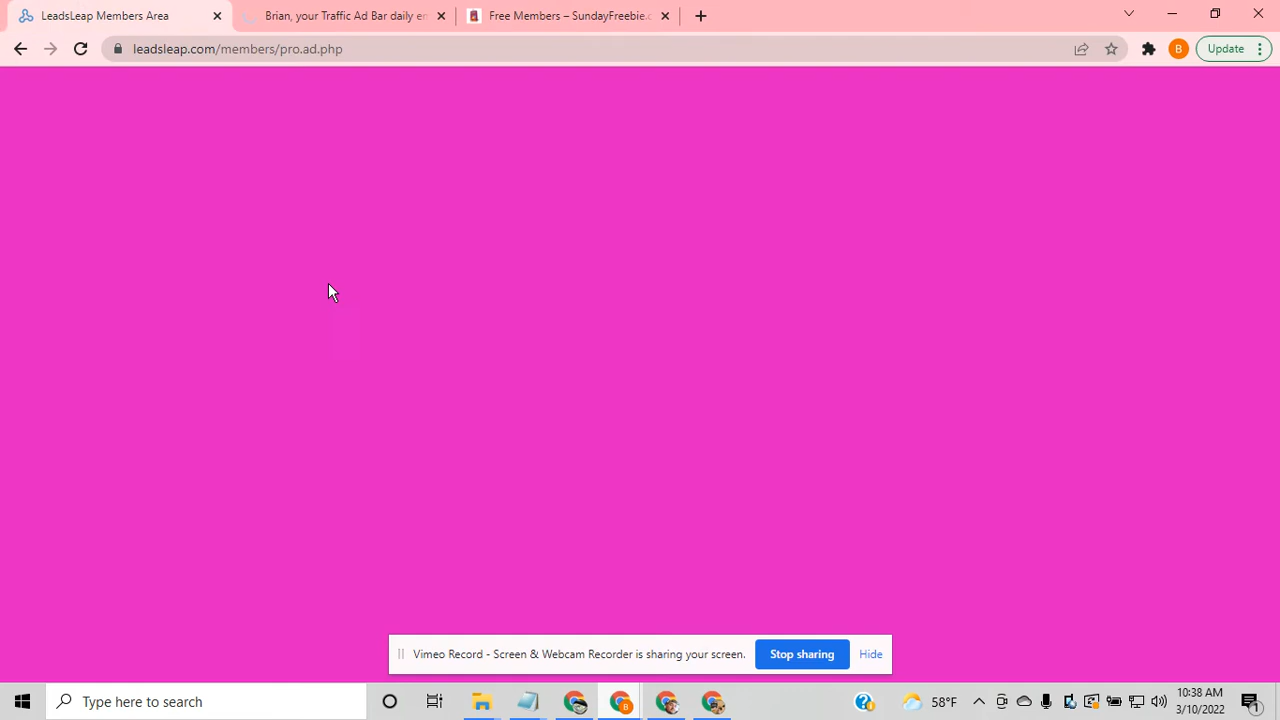 LeadsLeap Members Area
Brian, your Traffic Ad Bar daily en
Free Members – SundayFreebie.c
leadsleap.com/members/pro.ad.php
B
Update
Vimeo Record - Screen & Webcam Recorder is sharing your screen.
Stop sharing
Hide
Type here to search
B
58°F
10:38 AM
3/10/2022
1